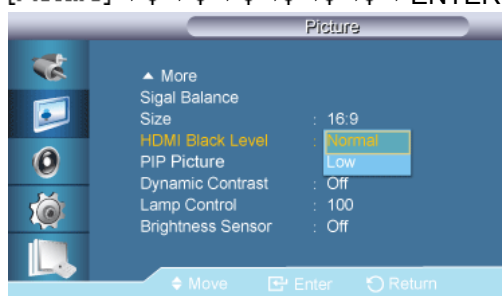 ENTER
Picture
▲ More
Sigal Balance
Size : 16:9
HDMI Black Level : Normal
Low
PIP Picture
Dynamic Contrast : Off
Lamp Control : 100
Brightness Sensor : Off
Move Enter Return